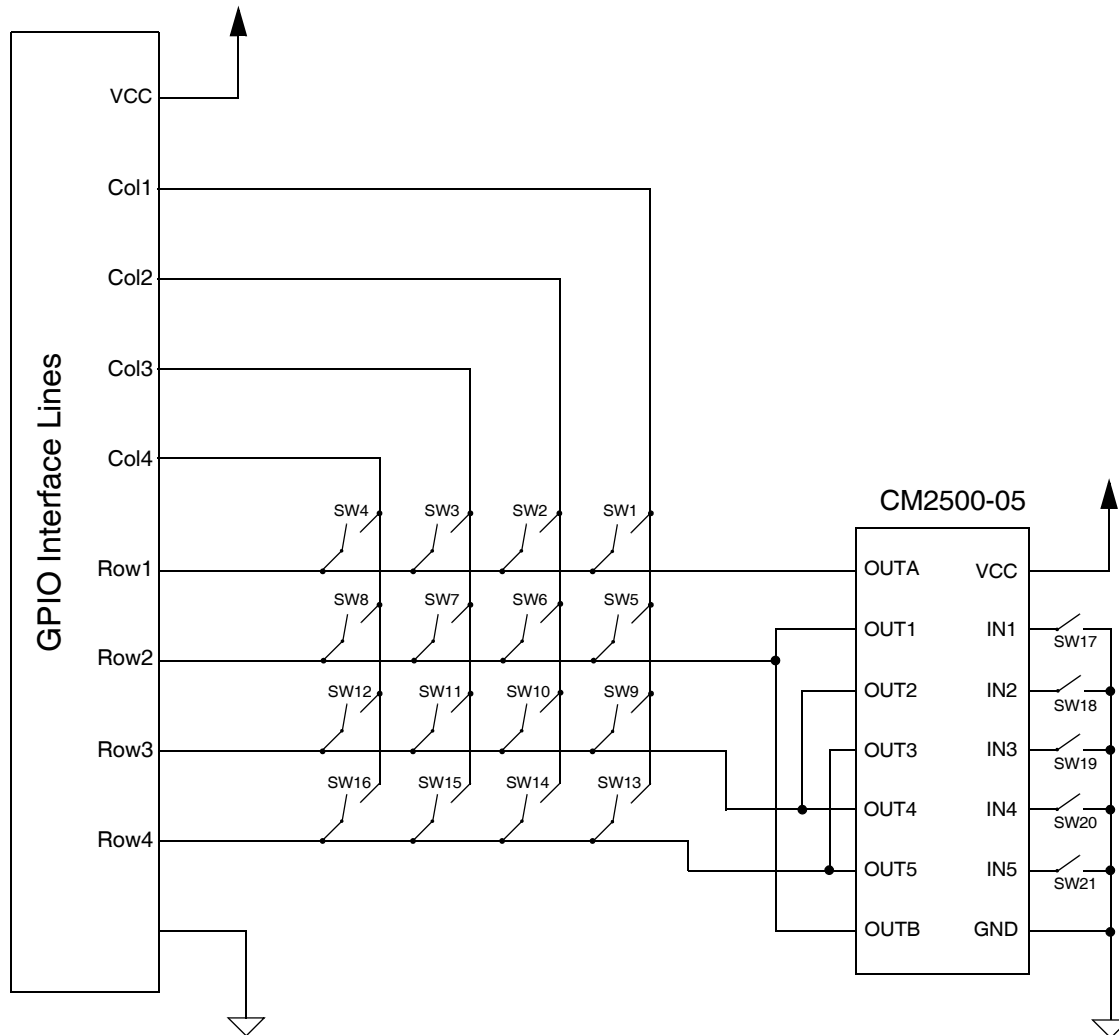 VCC
Col1
Col2
Col3
Col4
GPIO Interface Lines
CM2500-05
SW4 SW3 SW2 SW1
Row1
OUTA VCC
SW8 SW7 SW6 SW5
OUT1 IN1
SW17
Row2
SW12 SW11 SW10 SW9
OUT2 IN2
SW18
Row3
OUT3 IN3
SW19
SW16 SW15 SW14 SW13
OUT4 IN4
SW20
Row4
OUT5 IN5
SW21
OUTB GND